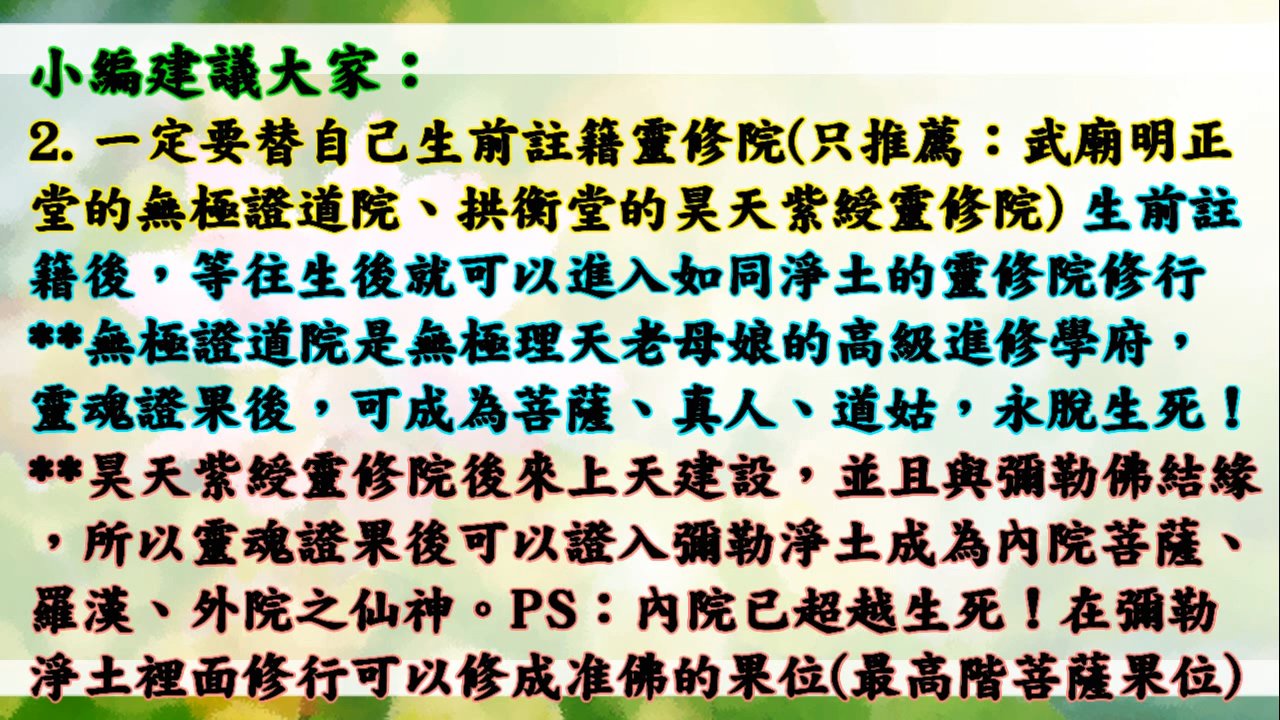 小編建議大家：
2. 一定要替自己生前註籍靈修院(只推薦：武廟明正
堂的無極證道院、拱衡堂的昊天紫綬靈修院) 生前註
籍後，等往生後就可以進入如同淨土的靈修院修行
**無極證道院是無極理天老母娘的高級進修學府，
靈魂證果後，可成為菩薩、真人、道姑，永脫生死！
**昊天紫綬靈修院後來上天建設，並且與彌勒佛結緣
，所以靈魂證果後可以證入彌勒淨土成為內院菩薩、
羅漢、外院之仙神。PS：內院已超越生死！在彌勒
淨土裡面修行可以修成准佛的果位(最高階菩薩果位)